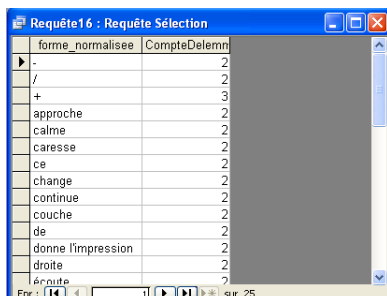 Requête16 : Requête Sélection
forme_normalisee CompteDelemm
- 2
/ 2
+ 3
approche 2
calme 2
caresse 2
ce 2
change 2
continue 2
couche 2
de 2
donne l'impression 2
droite 2
écoute 2
Enr : 1 sur 25